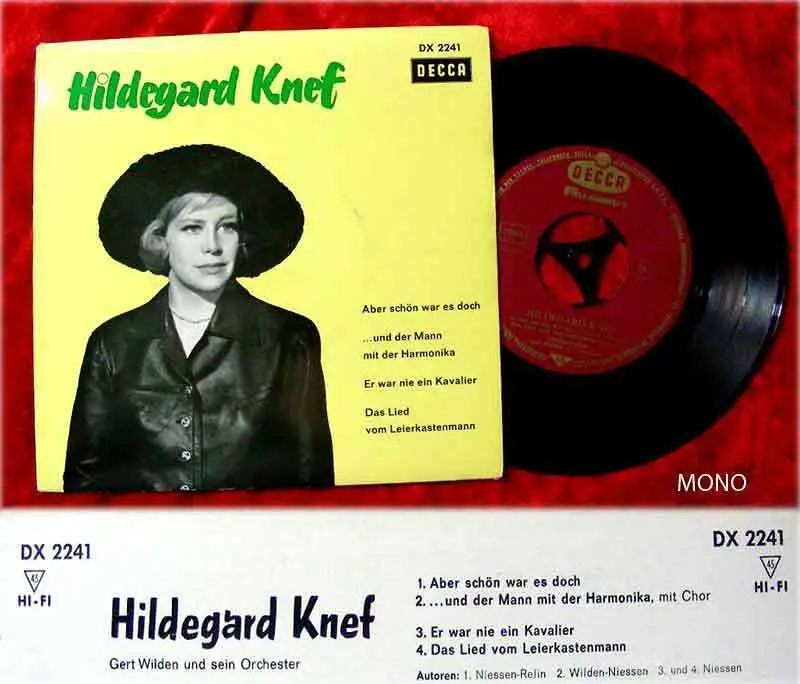 DX 2241
DECCA
Hildegard Knef
Aber schön war es doch
...und der Mann
mit der Harmonika
Er war nie ein Kavalier
Das Lied
vom Leierkastenmann
DECCA
HILDEGARD KNEF
45
MONO
DX 2241
45
HI-FI
Hildegard Knef
Gert Wilden und sein Orchester
DX 2241
45
HI-FI
1. Aber schön war es doch
2. ...und der Mann mit der Harmonika, mit Chor
3. Er war nie ein Kavalier
4. Das Lied vom Leierkastenmann
Autoren: 1. Niessen-Relin 2. Wilden-Niessen 3. und 4. Niessen